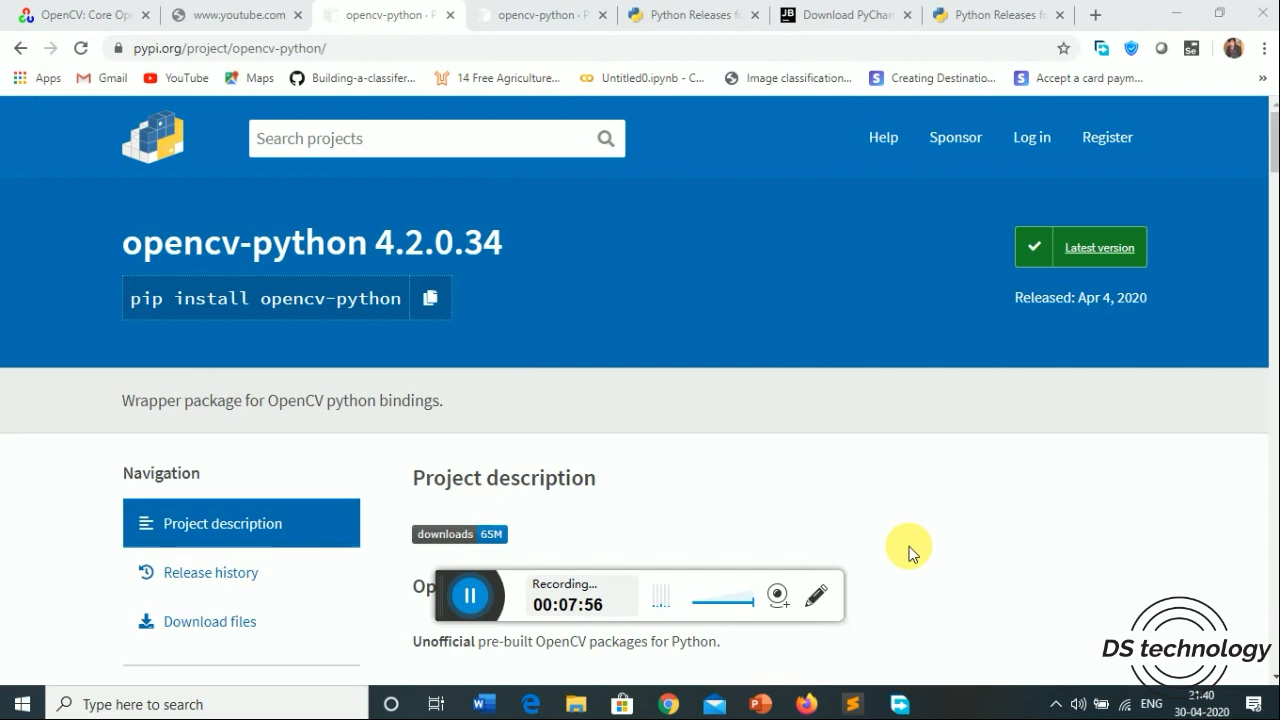 OpenCV: Core Op
www.youtube.com
opencv-python · P
opencv-python · P
Python Releases fo
Download PyChar
Python Releases fo
pypi.org/project/opencv-python/
Apps
Gmail
YouTube
Maps
Building-a-classifer...
14 Free Agriculture...
Untitled0.ipynb - C...
Image classification...
Creating Destinatio...
Accept a card paym...
»
Search projects
Help
Sponsor
Log in
Register
opencv-python 4.2.0.34
pip install opencv-python
Latest version
Released: Apr 4, 2020
Wrapper package for OpenCV python bindings.
Navigation
Project description
Release history
Download files
Project description
downloads 65M
Op
Recording...
00:07:56
Unofficial pre-built OpenCV packages for Python.
DS technology
Type here to search
ENG
21:40
30-04-2020